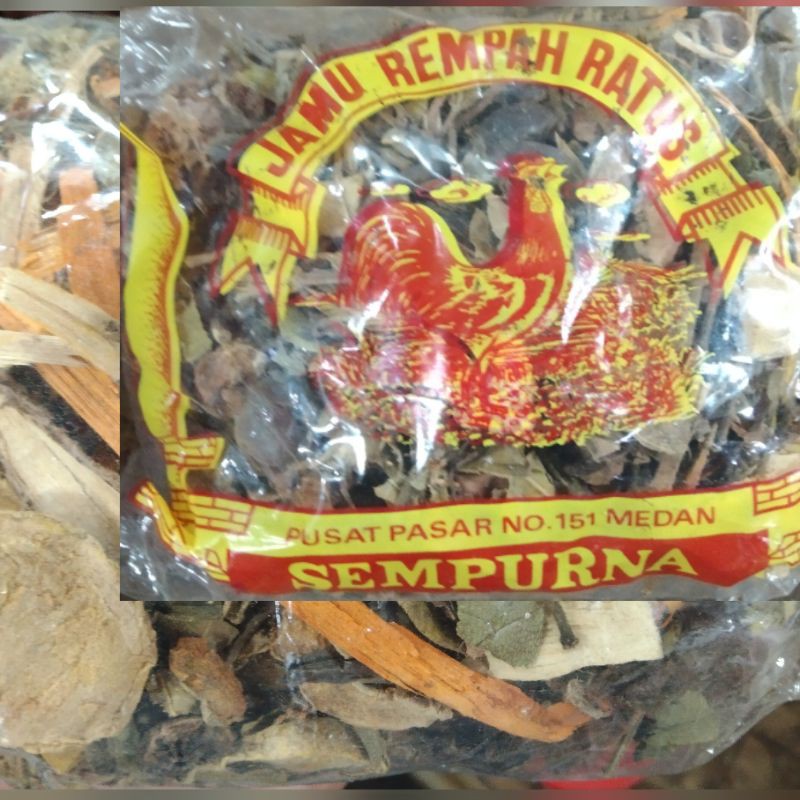 JAMU REMPAH RATUS
PUSAT PASAR NO.151 MEDAN
SEMPURNA